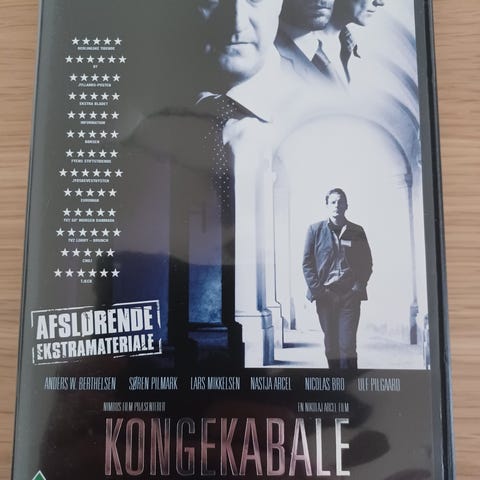 BERLINGSKE TIDENDE
BT
JYLLANDS-POSTEN
EKSTRA BLADET
INFORMATION
BØRSEN
FYENS STIFTSTIDENDE
JYDSKEVESTKYSTEN
EUROMAN
TV2 GO' MORGEN DANMARK
TV2 LORRY - BRUNCH
CHILI
AFSLØRENDE
EKSTRAMATERIALE
ANDERS W. BERTHELSEN SØREN PILMARK LARS MIKKELSEN NASTJA ARCEL NICOLAS BRO ULF PILGAARD
NIMBUS FILM PRÆSENTERER EN NIKOLAJ ARCEL FILM
KONGEKABALE